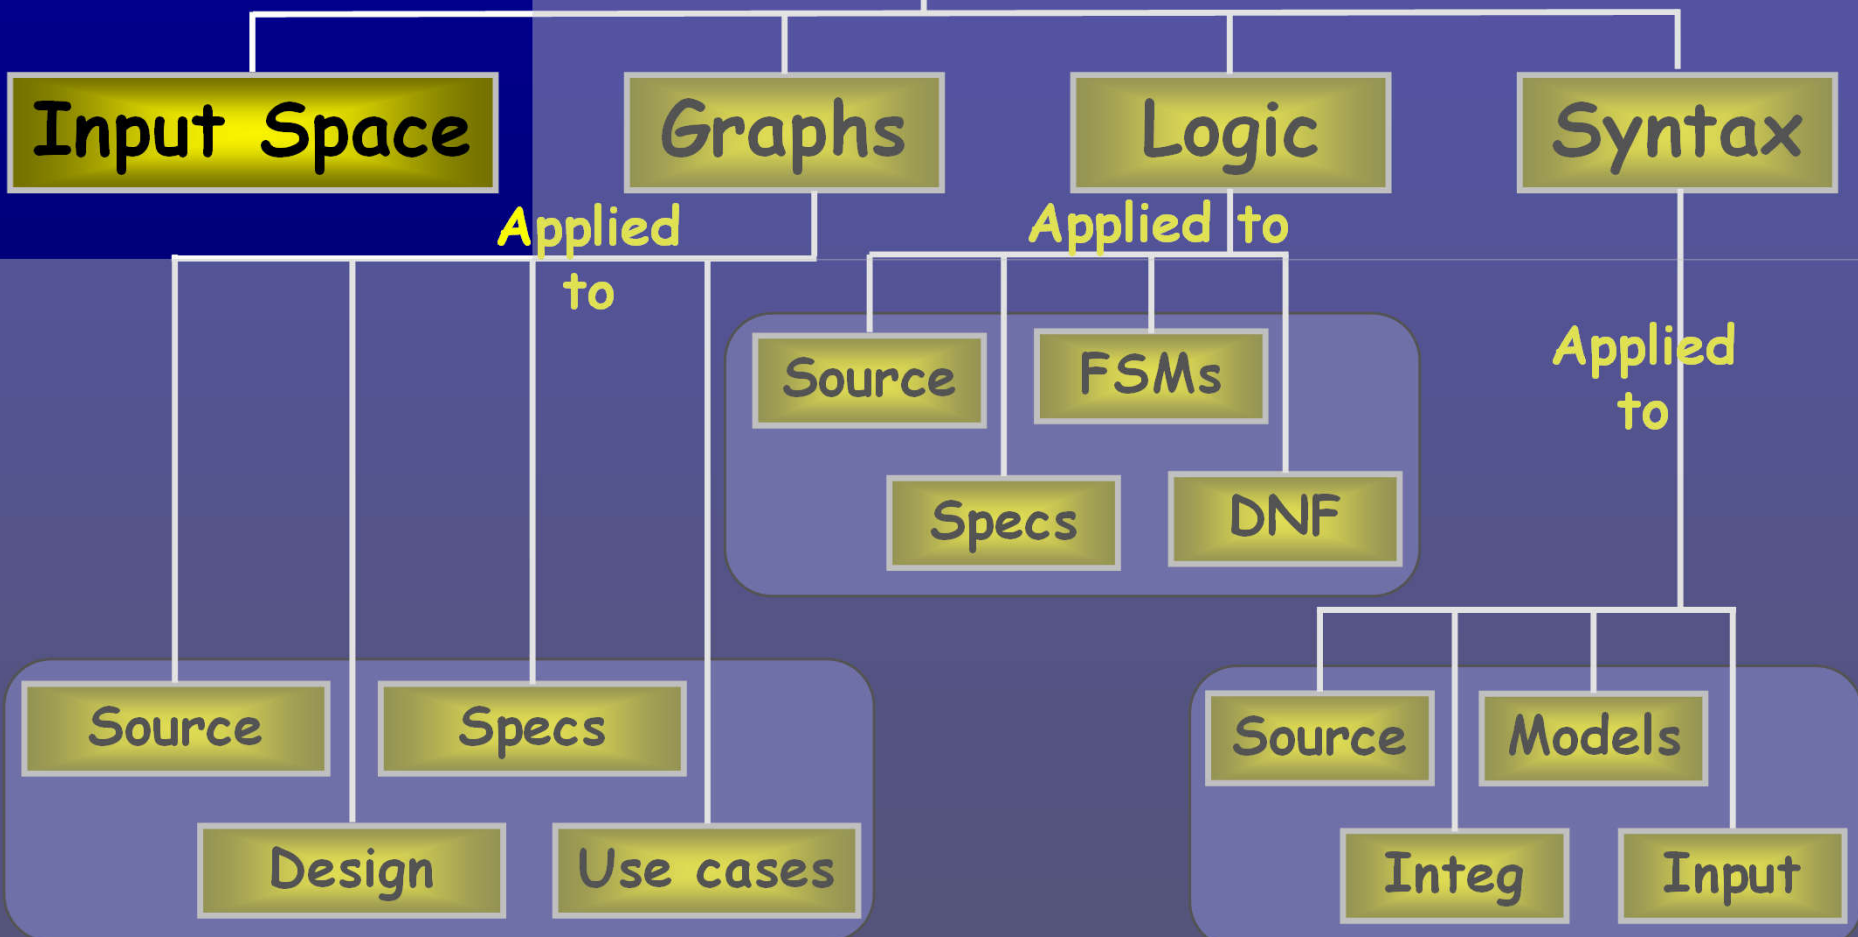 Input Space
Graphs
Logic
Syntax
Applied
to
Applied to
Applied
to
Source
FSMs
Specs
DNF
Source
Specs
Design
Use cases
Source
Models
Integ
Input